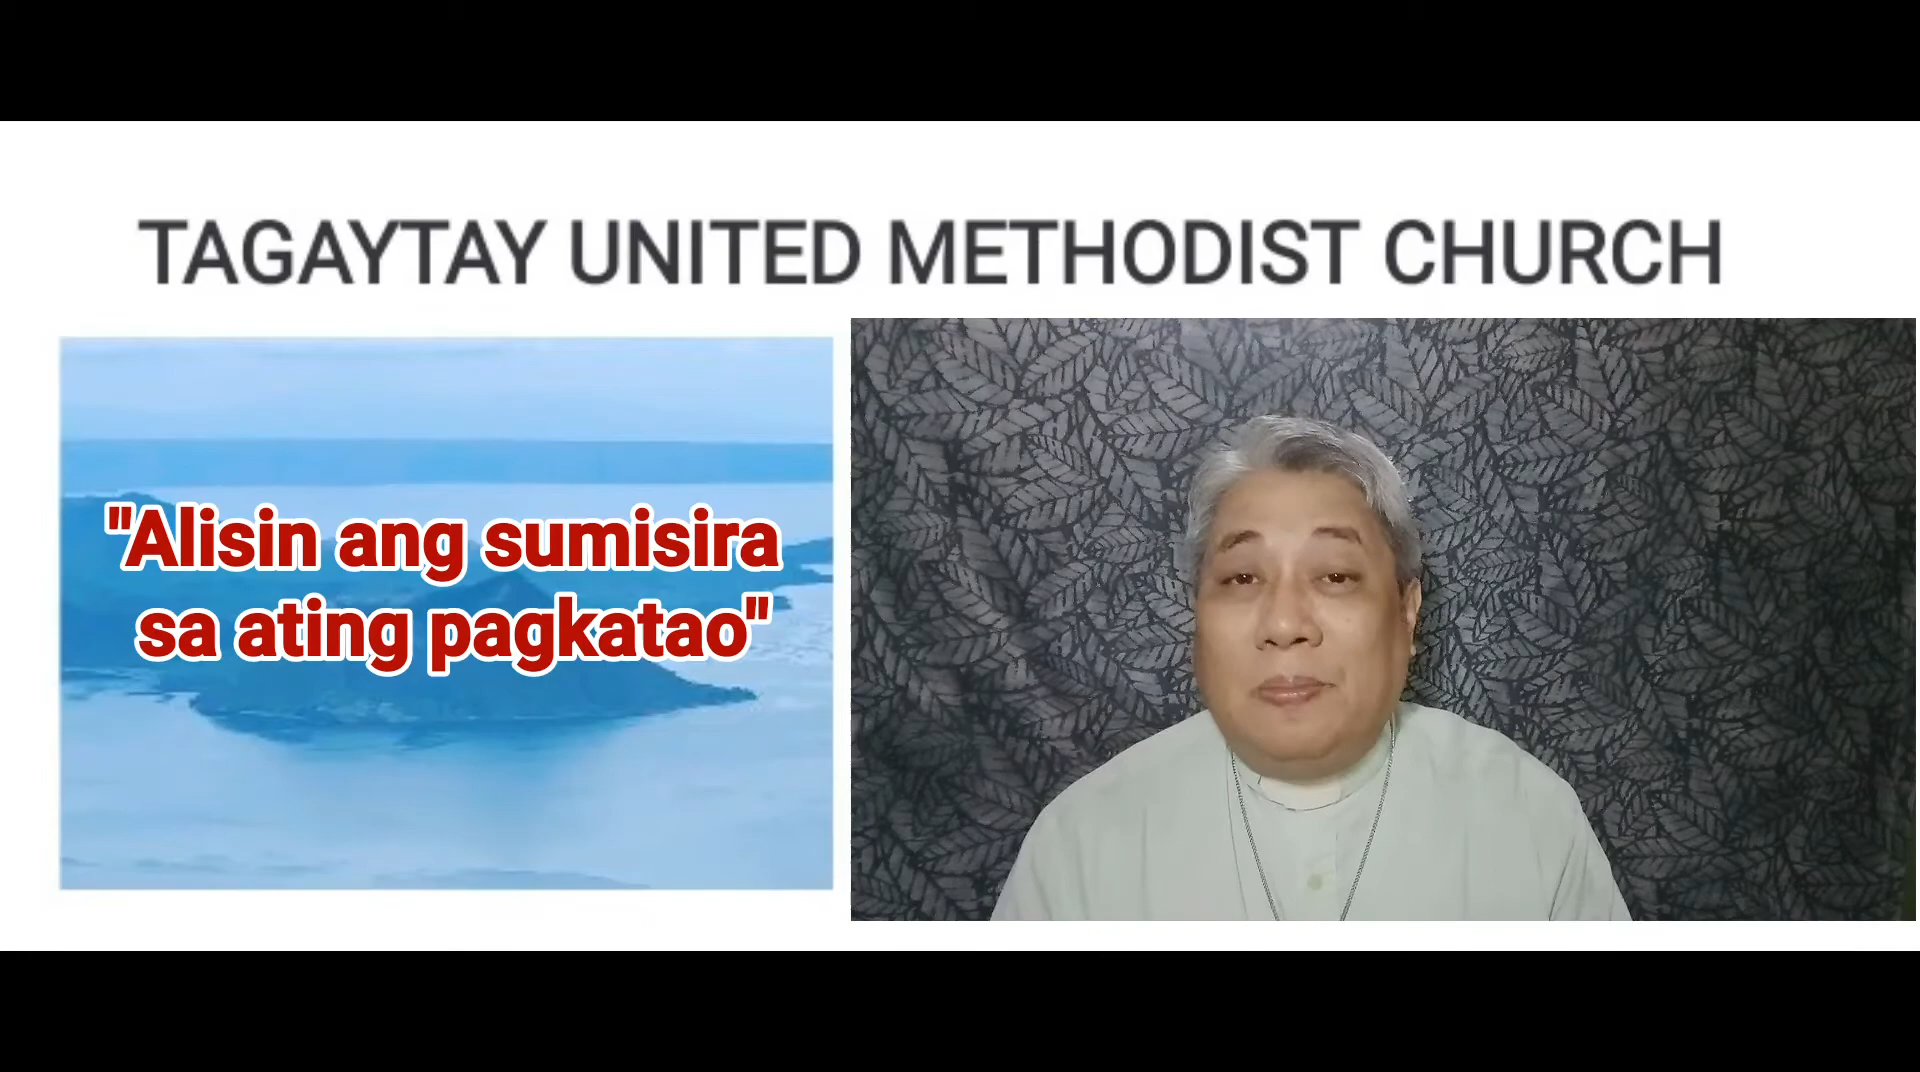 TAGAYTAY UNITED METHODIST CHURCH
"Alisin ang sumisira
sa ating pagkatao"